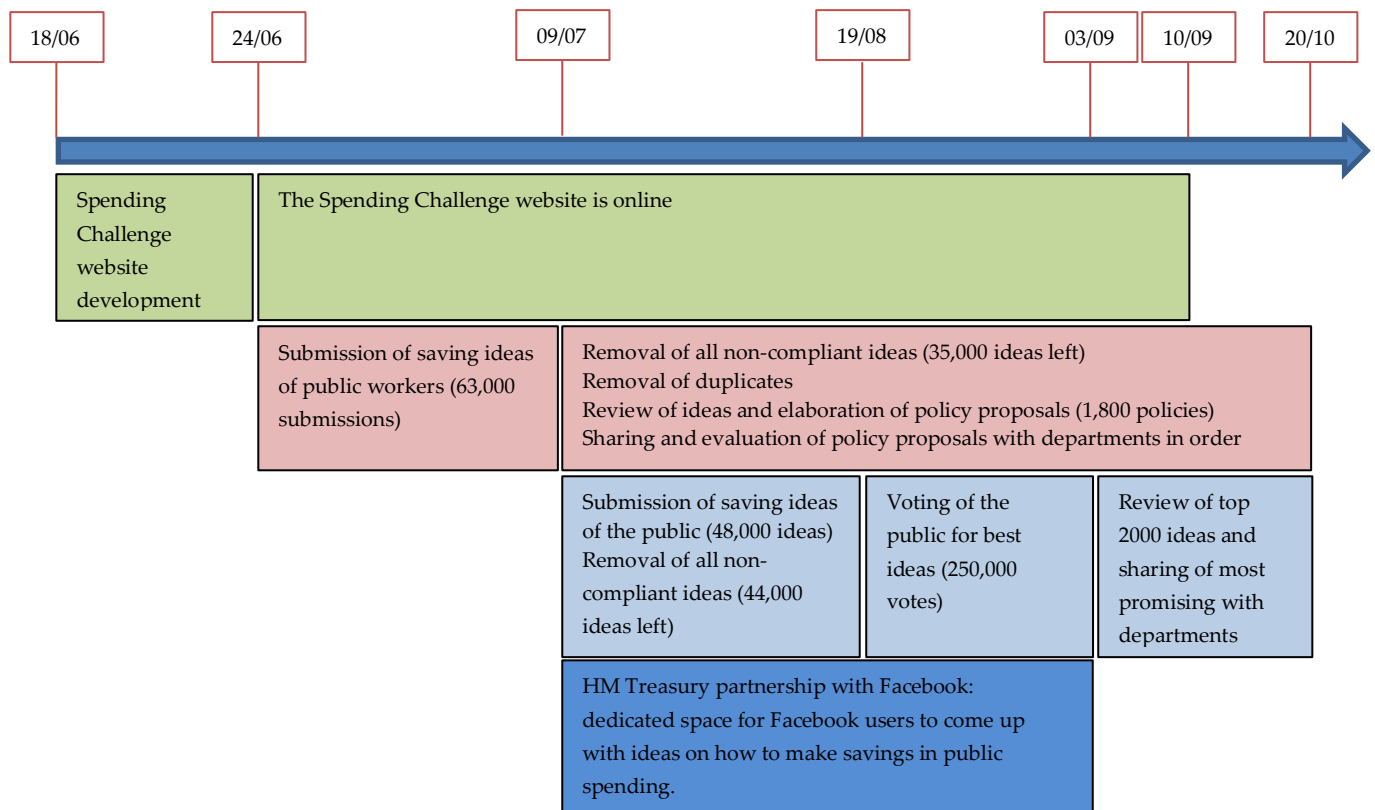 18/06
24/06
09/07
19/08
03/09
10/09
20/10
Spending
Challenge
website
development
The Spending Challenge website is online
Submission of saving ideas
of public workers (63,000
submissions)
Removal of all non-compliant ideas (35,000 ideas left)
Removal of duplicates
Review of ideas and elaboration of policy proposals (1,800 policies)
Sharing and evaluation of policy proposals with departments in order
Submission of saving ideas
of the public (48,000 ideas)
Removal of all non-
compliant ideas (44,000
ideas left)
Voting of the
public for best
ideas (250,000
votes)
Review of top
2000 ideas and
sharing of most
promising with
departments
HM Treasury partnership with Facebook:
dedicated space for Facebook users to come up
with ideas on how to make savings in public
spending.